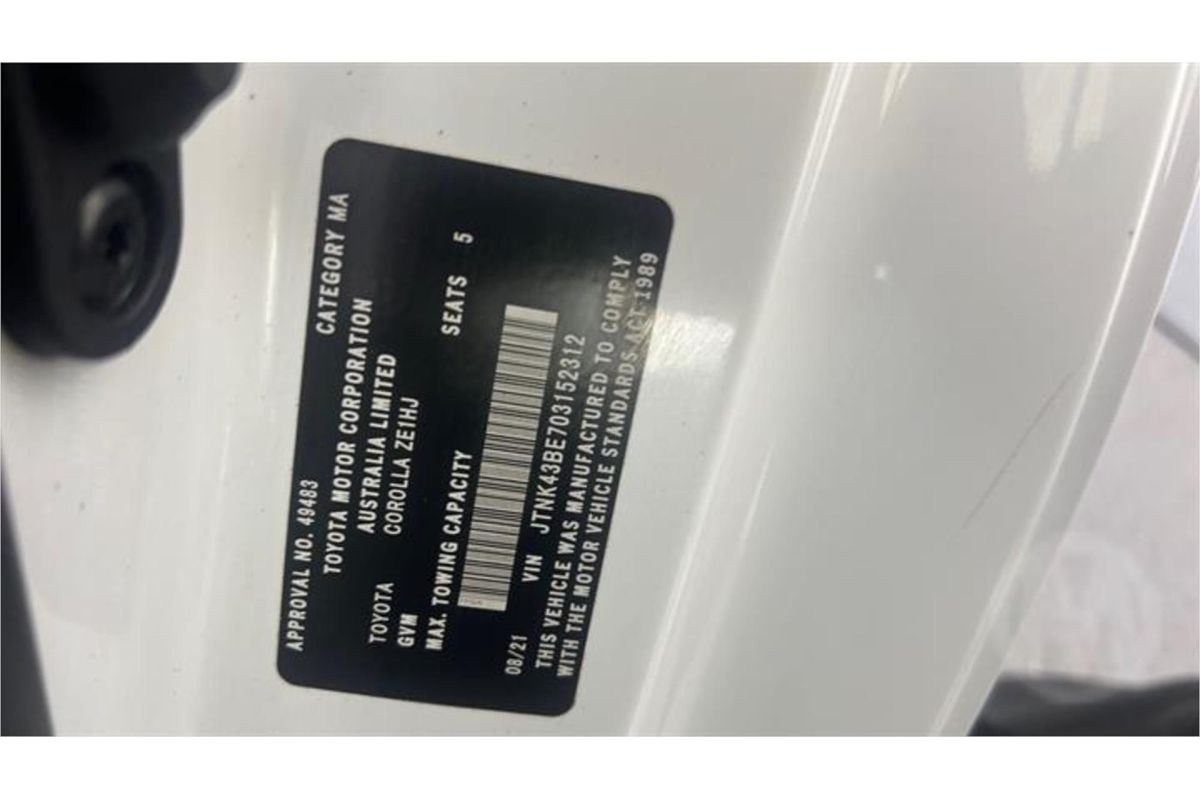 APPROVAL NO. 49483 CATEGORY MA
TOYOTA MOTOR CORPORATION
AUSTRALIA LIMITED
TOYOTA COROLLA ZE1HJ
GVM
MAX. TOWING CAPACITY SEATS 5
08/21 VIN JTNK43BE703152312
THIS VEHICLE WAS MANUFACTURED TO COMPLY
WITH THE MOTOR VEHICLE STANDARDS ACT 1989